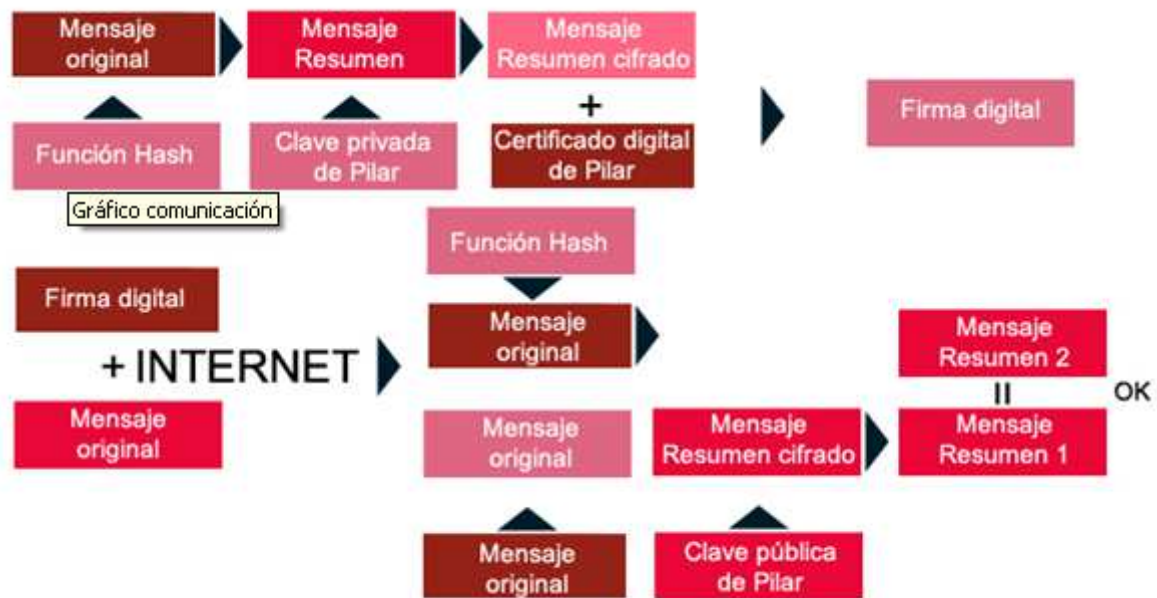 Mensaje
original
Mensaje
Resumen
Mensaje
Resumen cifrado
+
Función Hash
Clave privada
de Pilar
Certificado digital
de Pilar
Firma digital
Gráfico comunicación
Función Hash
Firma digital
Mensaje
original
+ INTERNET
Mensaje
original
Mensaje
Resumen 2
=
OK
Mensaje
original
Mensaje
Resumen cifrado
Mensaje
Resumen 1
Mensaje
original
Clave pública
de Pilar